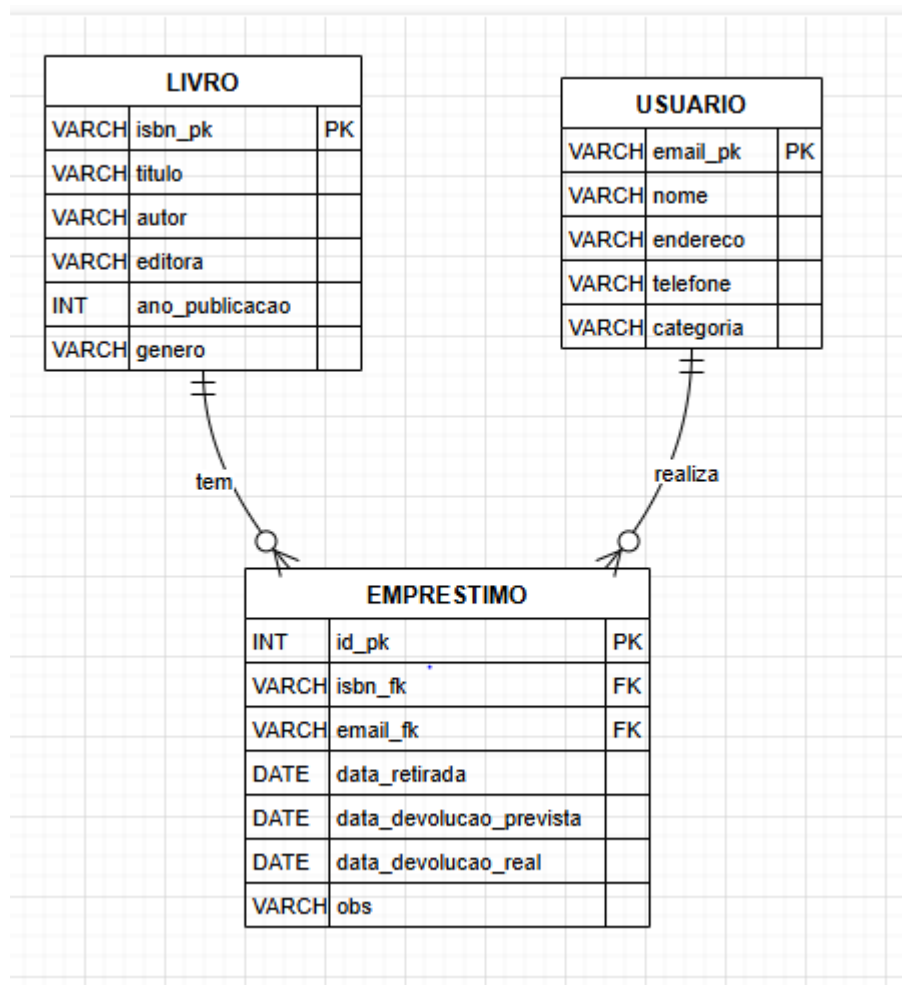 LIVRO
VARCH isbn_pk PK
VARCH titulo
VARCH autor
VARCH editora
INT ano_publicacao
VARCH genero
USUARIO
VARCH email_pk PK
VARCH nome
VARCH endereco
VARCH telefone
VARCH categoria
tem
realiza
EMPRESTIMO
INT id_pk PK
VARCH isbn_fk FK
VARCH email_fk FK
DATE data_retirada
DATE data_devolucao_prevista
DATE data_devolucao_real
VARCH obs